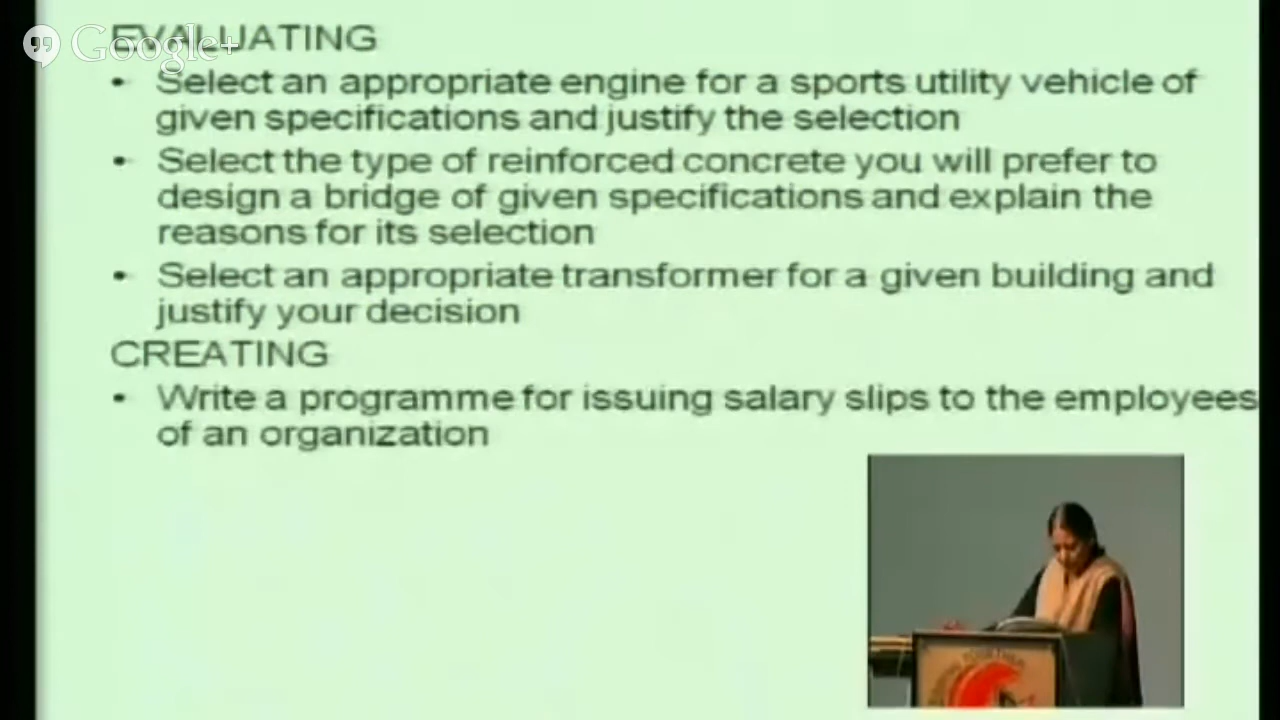 EVALUATING
Google+
• Select an appropriate engine for a sports utility vehicle of
given specifications and justify the selection
• Select the type of reinforced concrete you will prefer to
design a bridge of given specifications and explain the
reasons for its selection
• Select an appropriate transformer for a given building and
justify your decision
CREATING
• Write a programme for issuing salary slips to the employees
of an organization